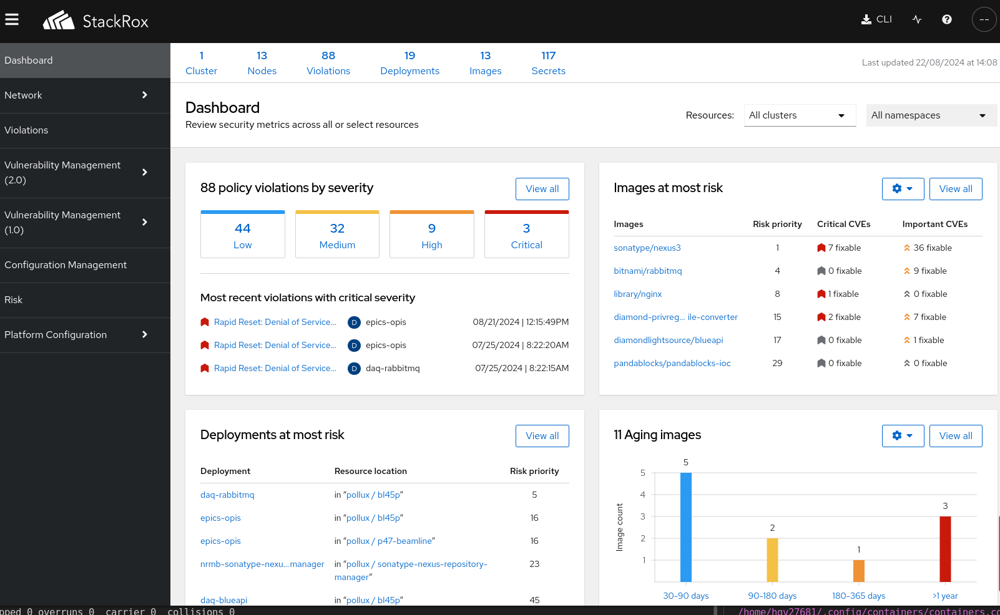 StackRox
CLI
--
Dashboard
Network
Violations
Vulnerability Management
(2.0)
Vulnerability Management
(1.0)
Configuration Management
Risk
Platform Configuration
1 13 88 19 13 117
Cluster Nodes Violations Deployments Images Secrets
Last updated 22/08/2024 at 14:08
Dashboard
Review security metrics across all or select resources
Resources: All clusters All namespaces
88 policy violations by severity View all
44 32 9 3
Low Medium High Critical
Most recent violations with critical severity
Rapid Reset: Denial of Service... D epics-opis 08/21/2024 | 12:15:49PM
Rapid Reset: Denial of Service... D epics-opis 07/25/2024 | 8:22:20AM
Rapid Reset: Denial of Service... D daq-rabbitmq 07/25/2024 | 8:22:15AM
Images at most risk View all
Images Risk priority Critical CVEs Important CVEs
sonatype/nexus3 1 7 fixable 36 fixable
bitnami/rabbitmq 4 0 fixable 9 fixable
library/nginx 8 1 fixable 0 fixable
diamond-privreg... ile-converter 15 2 fixable 7 fixable
diamondlightsource/blueapi 17 0 fixable 1 fixable
pandablocks/pandablocks-ioc 29 0 fixable 0 fixable
Deployments at most risk View all
Deployment Resource location Risk priority
daq-rabbitmq in “pollux / bl45p” 5
epics-opis in “pollux / bl45p” 16
epics-opis in “pollux / p47-beamline” 16
nrmb-sonatype-nexu...manager in “pollux / sonatype-nexus-repository- 23
manager”
daq-blueapi in “pollux / bl45p” 45
11 Aging images View all
Image count
5
4
3
2
1
5
2
1
3
30-90 days 90-180 days 180-365 days >1 year
pped 0 overruns 0 carrier 0 collisions 0
/home/hgv27681/.config/containers/containers.co